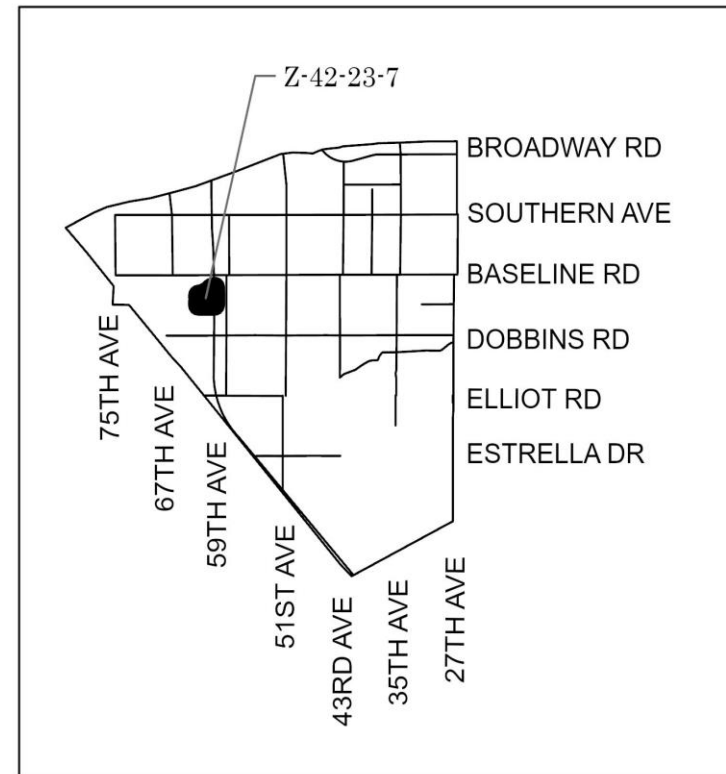 Z-42-23-7
BROADWAY RD
SOUTHERN AVE
BASELINE RD
DOBBINS RD
ELLIOT RD
ESTRELLA DR
75TH AVE
67TH AVE
59TH AVE
51ST AVE
43RD AVE
35TH AVE
27TH AVE